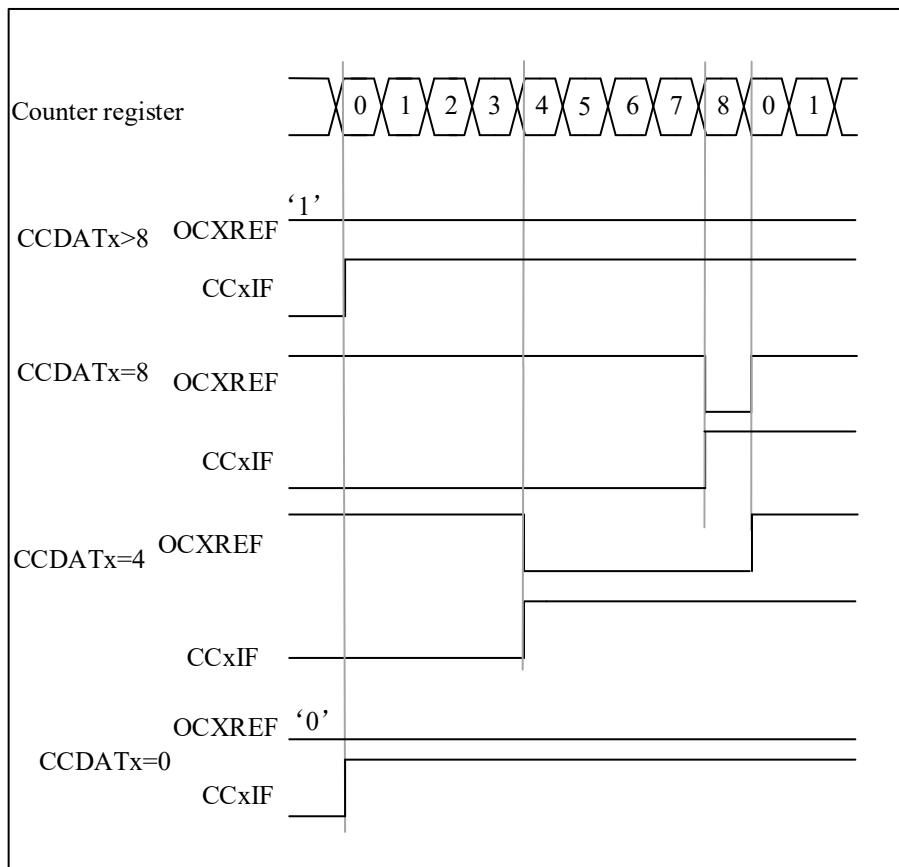 Counter register 0 1 2 3 4 5 6 7 8 0 1
‘1’
CCDATx>8 OCXREF
CCxIF
CCDATx=8 OCXREF
CCxIF
CCDATx=4 OCXREF
CCxIF
OCXREF ‘0’
CCDATx=0
CCxIF